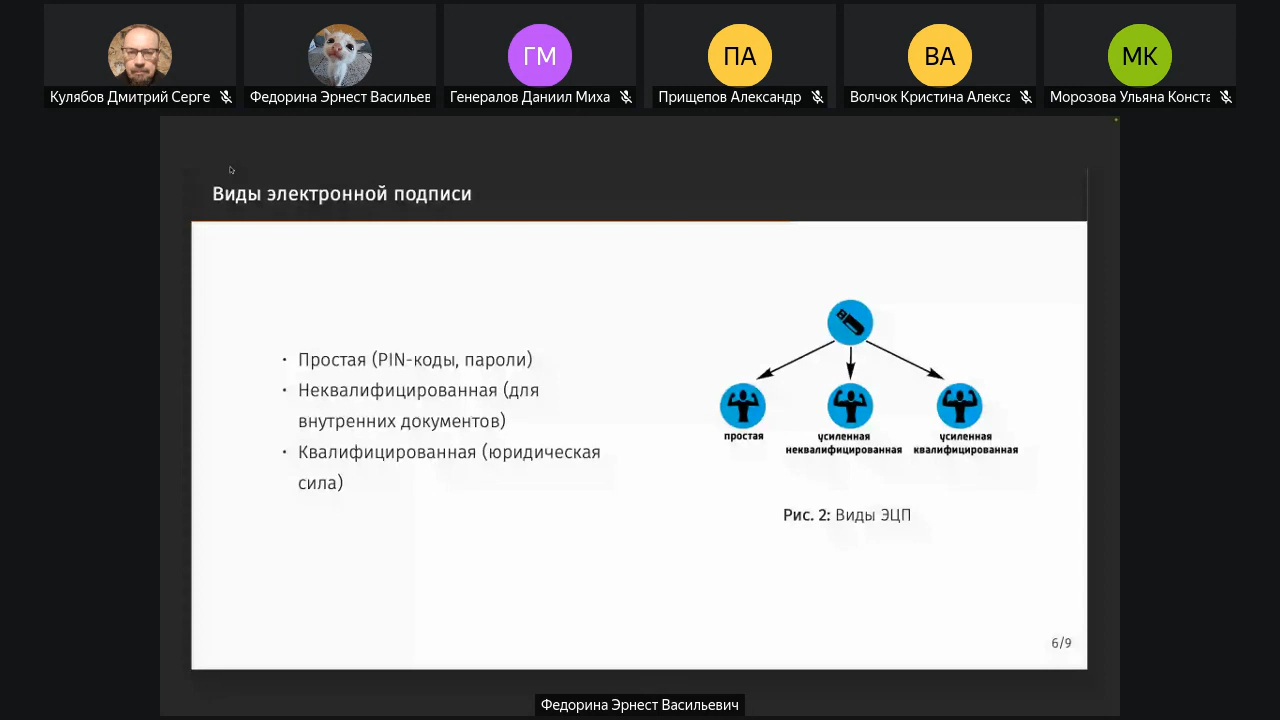 ГМ
ПА
ВА
МК
Кулябов Дмитрий Серге
Федорина Эрнест Васильев
Генералов Даниил Миха
Прищепов Александр
Волчок Кристина Алекса
Морозова Ульяна Конста
Виды электронной подписи
• Простая (PIN-коды, пароли)
• Неквалифицированная (для
внутренних документов)
• Квалифицированная (юридическая
сила)
простая
усиленная
неквалифицированная
усиленная
квалифицированная
Рис. 2: Виды ЭЦП
6/9
Федорина Эрнест Васильевич